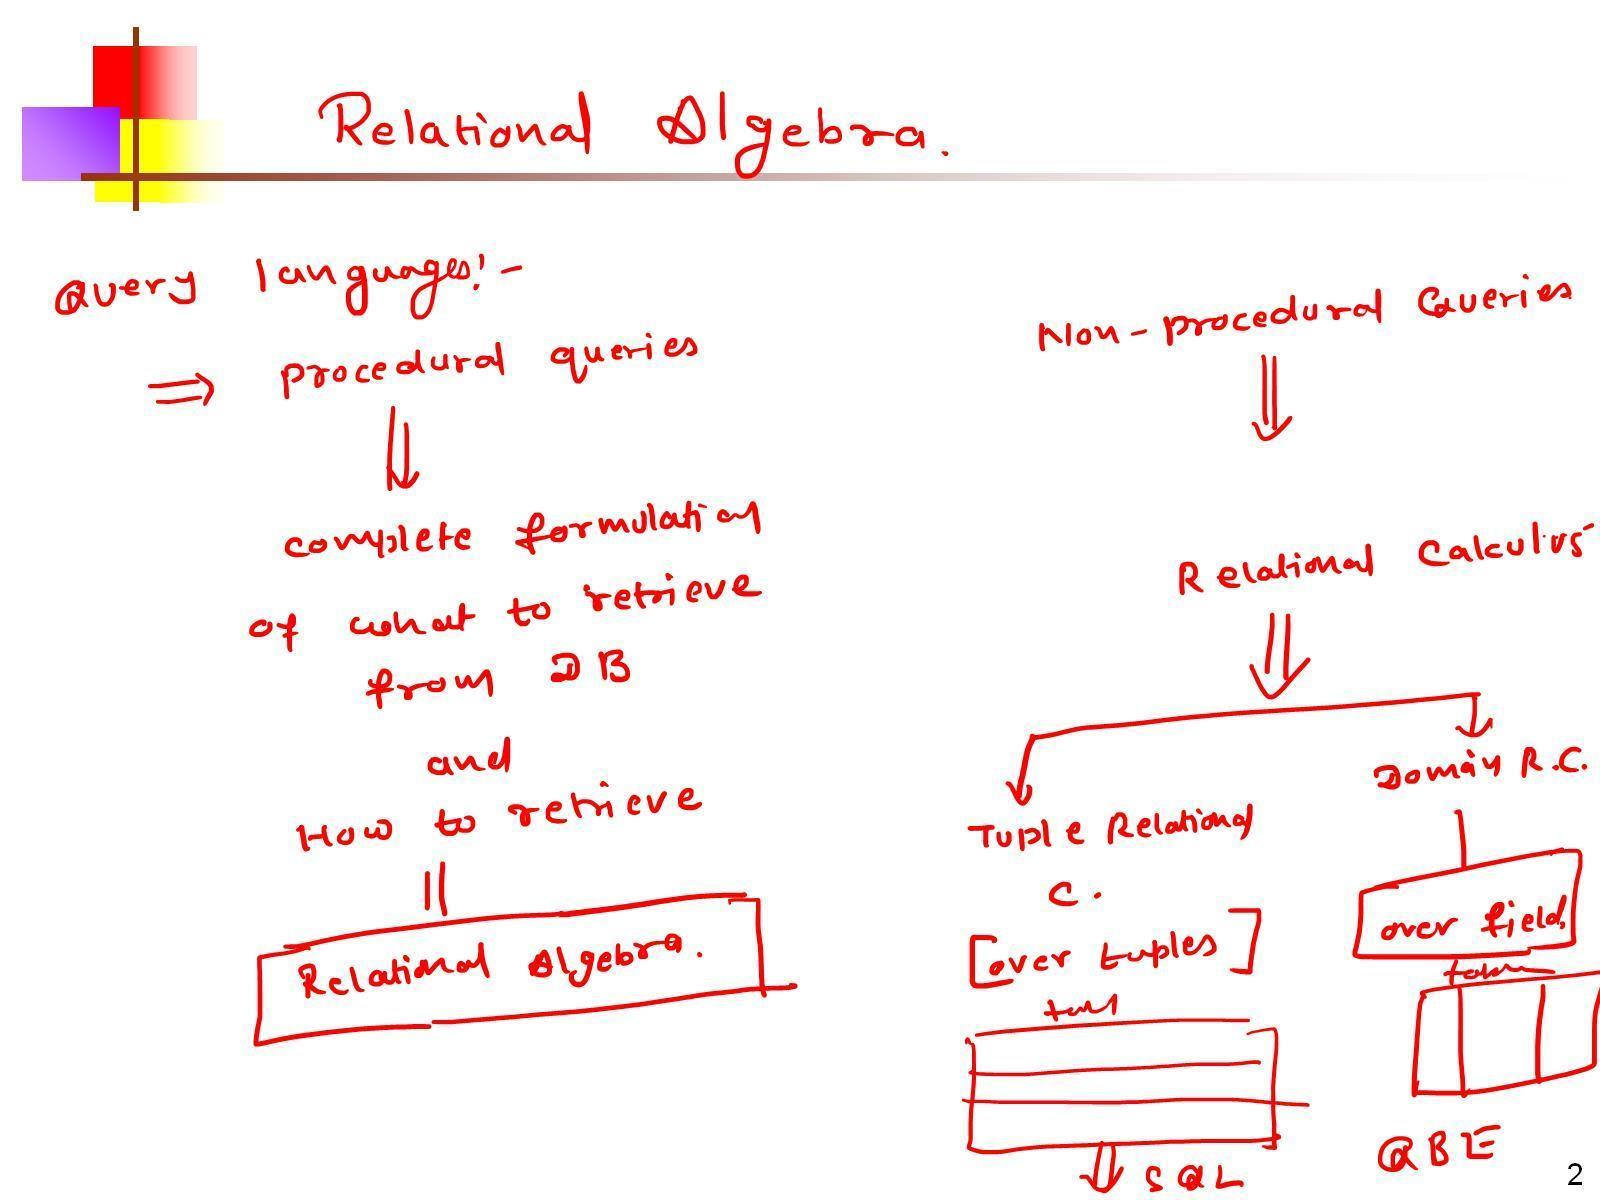 Relational Algebra.
Query languages:-
⇒ procedural queries
complete formulation
of what to retrieve
from DB
and
How to retrieve
Relational Algebra.
Non-procedural Queries
Relational Calculus
Tuple Relational
C.
[over tuples]
SQL
Domain R.C.
over field
QBE
2